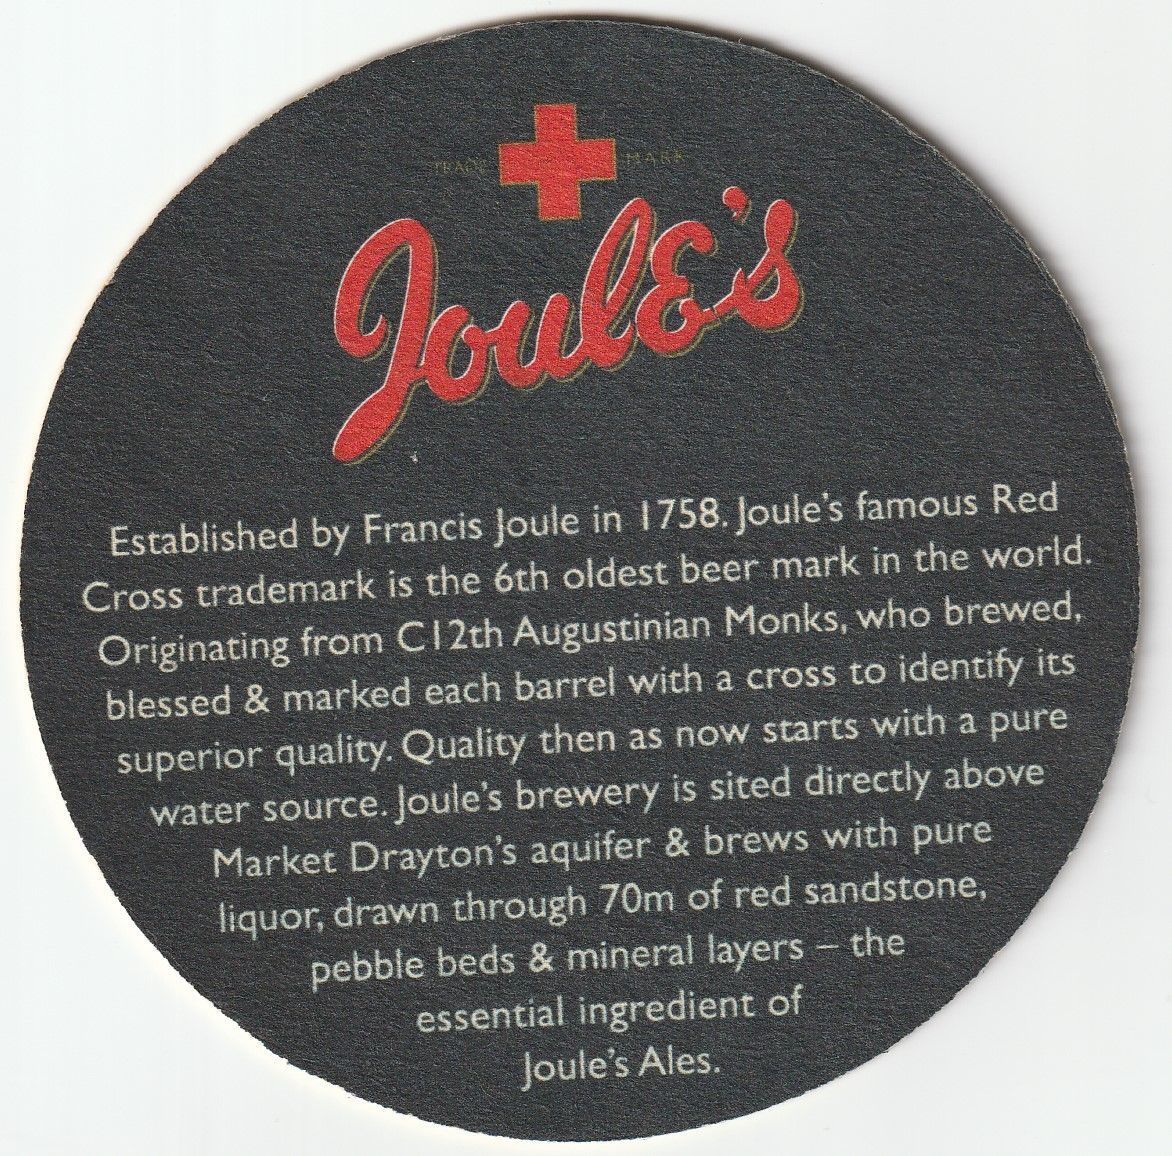 TRADE MARK
Joule's
Established by Francis Joule in 1758. Joule's famous Red
Cross trademark is the 6th oldest beer mark in the world.
Originating from C12th Augustinian Monks, who brewed,
blessed & marked each barrel with a cross to identify its
superior quality. Quality then as now starts with a pure
water source. Joule's brewery is sited directly above
Market Drayton's aquifer & brews with pure
liquor, drawn through 70m of red sandstone,
pebble beds & mineral layers – the
essential ingredient of
Joule's Ales.